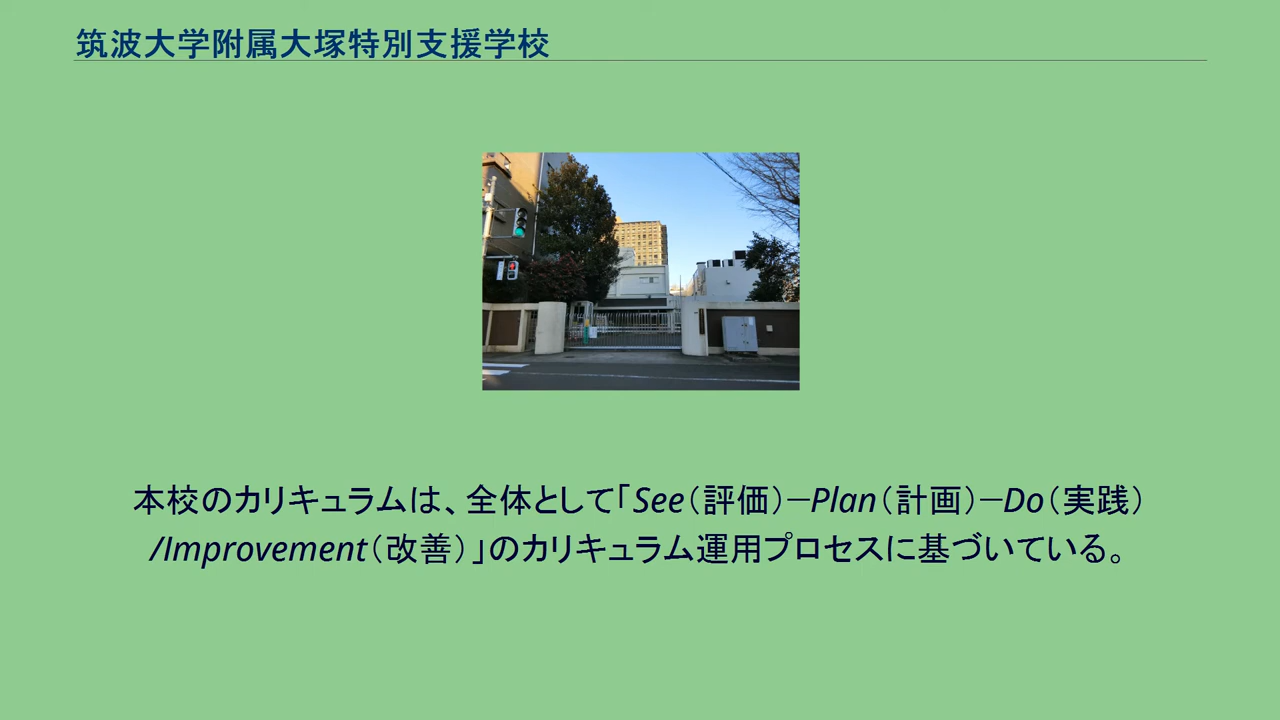 筑波大学附属大塚特別支援学校
本校のカリキュラムは、全体として「See（評価）―Plan（計画）―Do（実践）
/Improvement（改善）」のカリキュラム運用プロセスに基づいている。